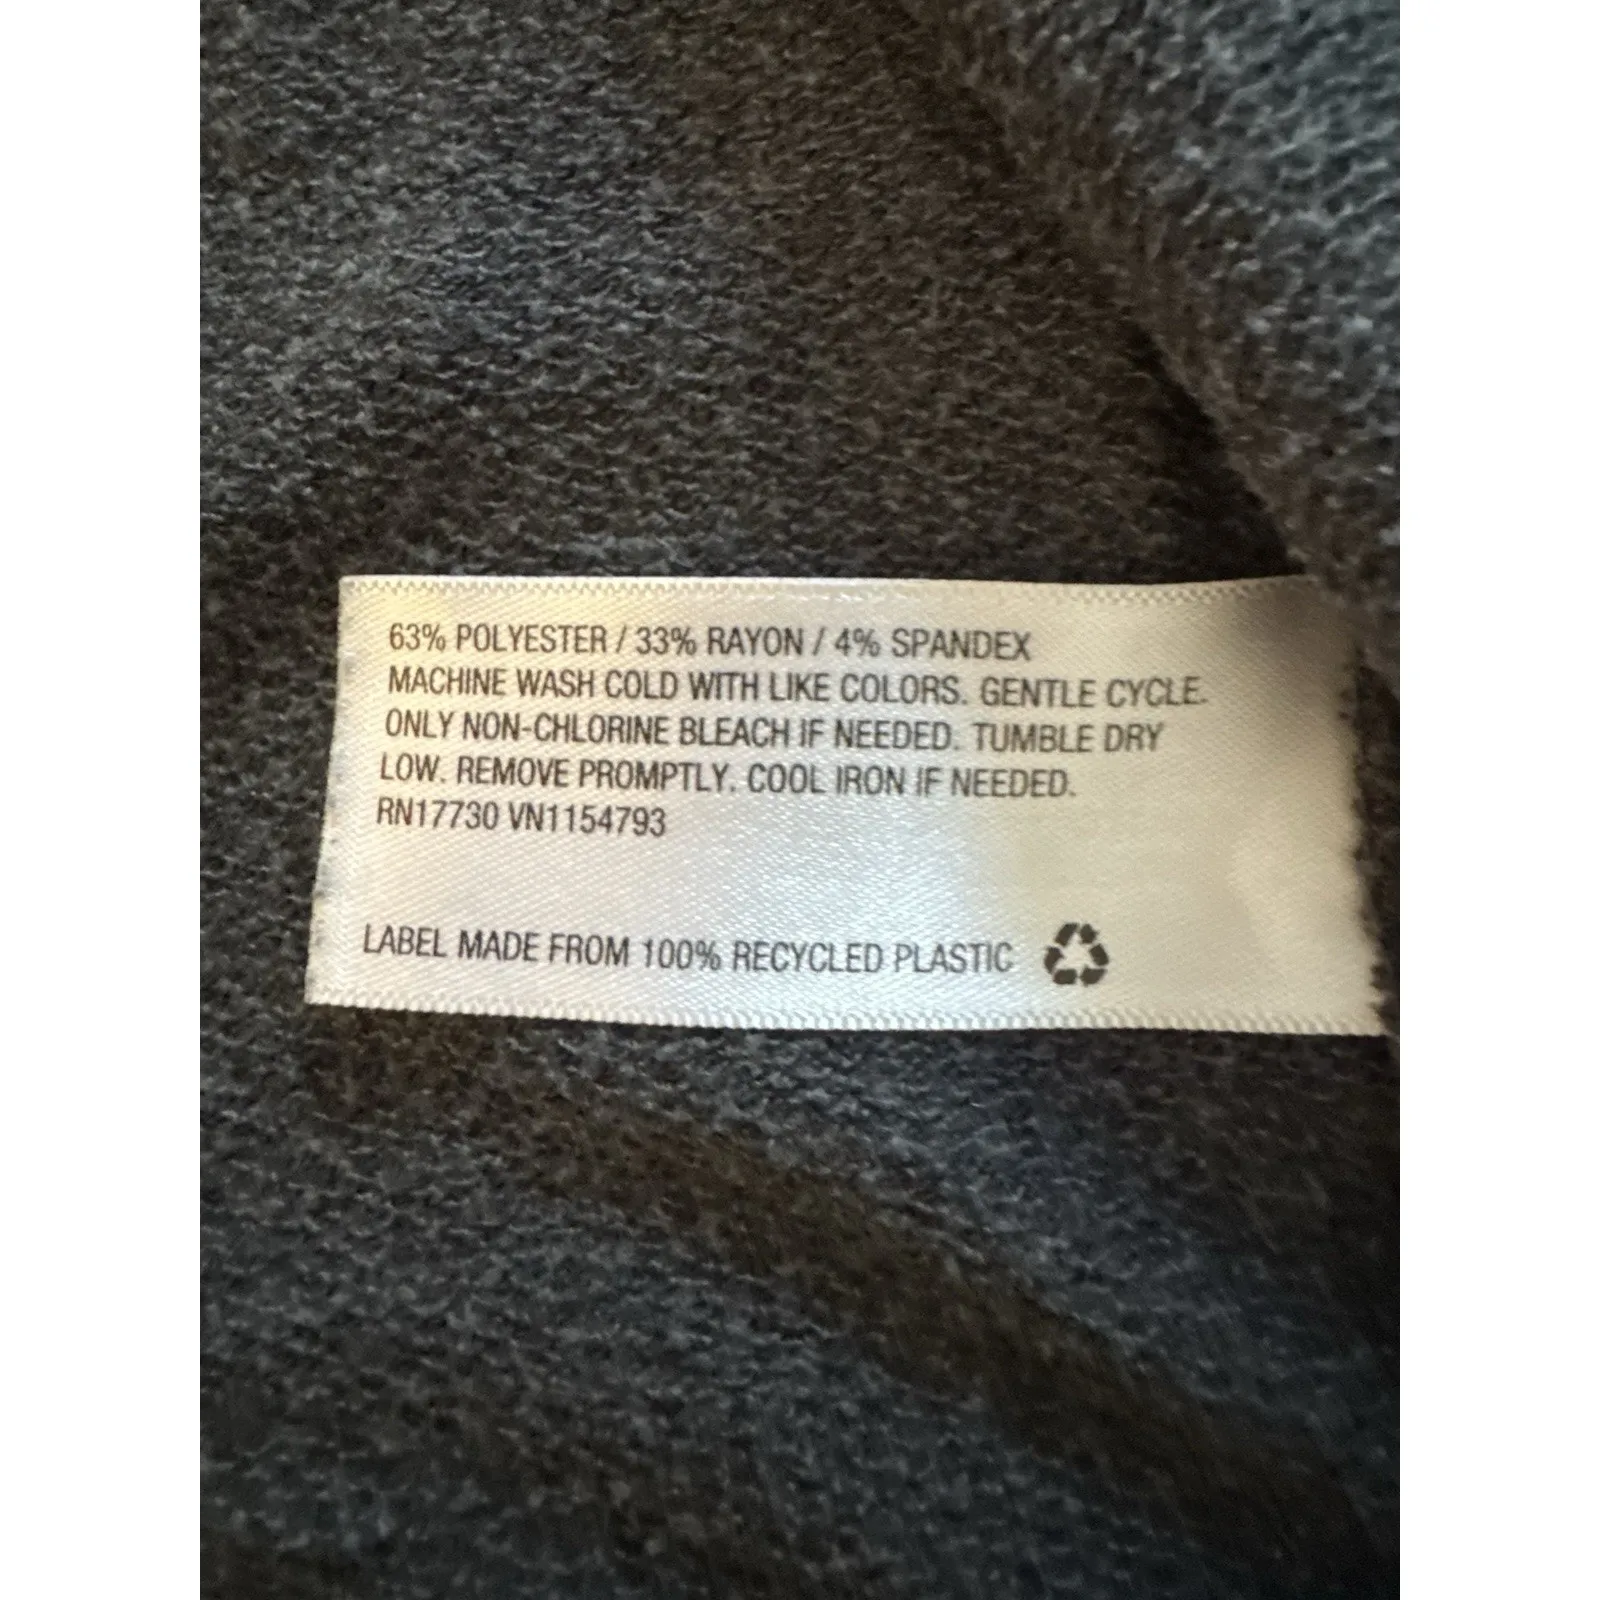 63% POLYESTER / 33% RAYON / 4% SPANDEX
MACHINE WASH COLD WITH LIKE COLORS. GENTLE CYCLE.
ONLY NON-CHLORINE BLEACH IF NEEDED. TUMBLE DRY
LOW. REMOVE PROMPTLY. COOL IRON IF NEEDED.
RN17730 VN1154793
LABEL MADE FROM 100% RECYCLED PLASTIC